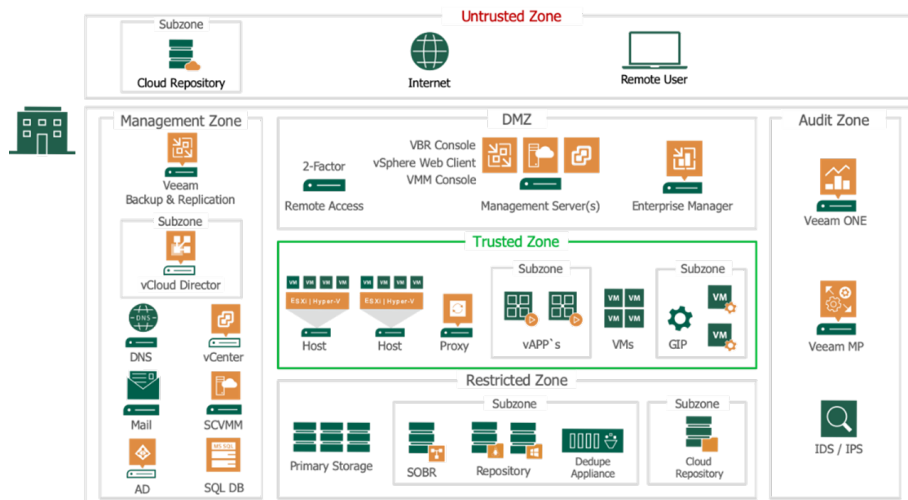 Untrusted Zone
Subzone
Cloud Repository
Internet
Remote User
Management Zone
Veeam
Backup & Replication
Subzone
vCloud Director
DNS
DNS
vCenter
Mail
SCVMM
MS SQL
AD
SQL DB
DMZ
2-Factor
Remote Access
VBR Console
vSphere Web Client
VMM Console
Management Server(s)
Enterprise Manager
Trusted Zone
VM VM VM VM
ESXi | Hyper-V
Host
VM VM VM VM
ESXi | Hyper-V
Host
Proxy
Subzone
vAPP`s
VM VM
VM VM
VMs
Subzone
GIP
VM
VM
Restricted Zone
Primary Storage
Subzone
SOBR
Repository
Dedupe
Appliance
Subzone
Cloud
Repository
Audit Zone
Veeam ONE
Veeam MP
IDS / IPS